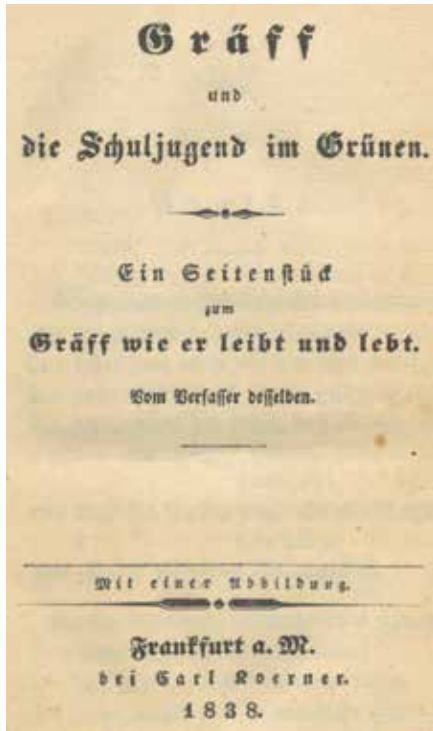 Gräff
und
die Schuljugend im Grünen.
Ein Seitenstück
zum
Gräff wie er leibt und lebt.
Vom Verfasser desselben.
Mit einer Abbildung.
Frankfurt a. M.
bei Carl Koerner.
1838.